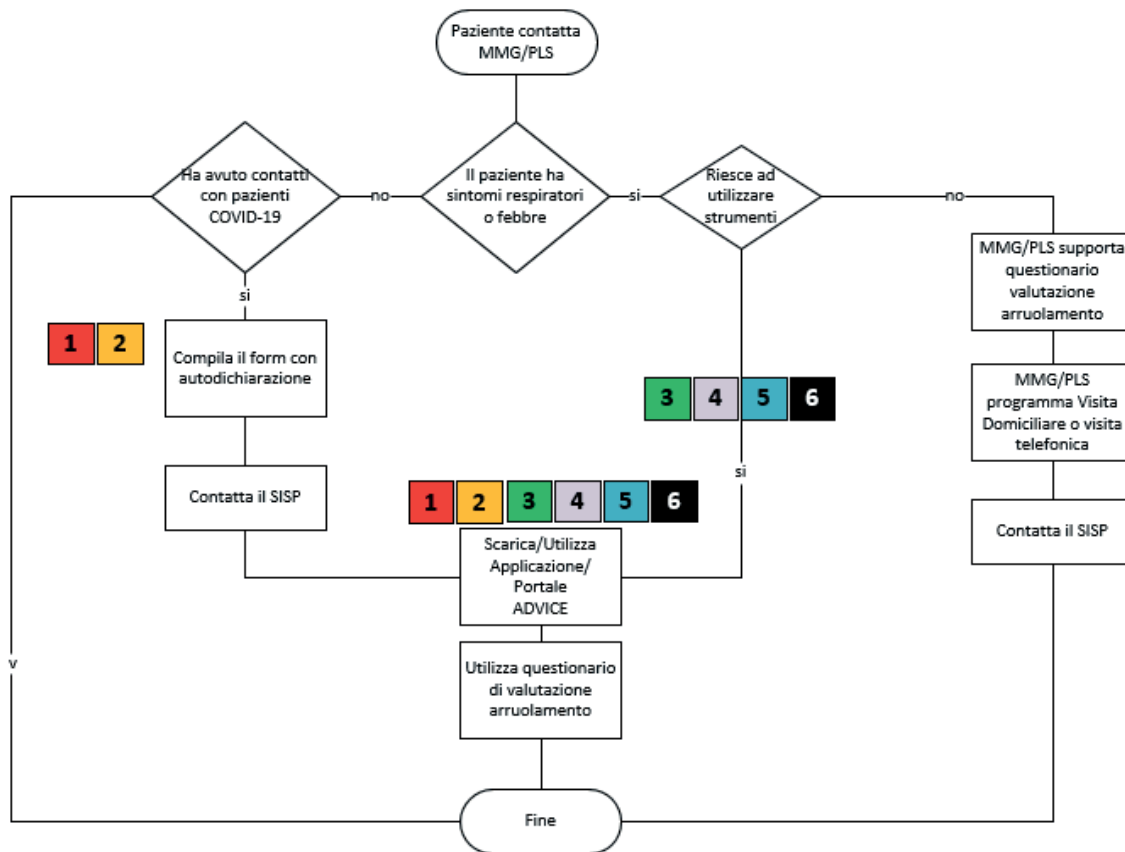 Paziente contatta
MMG/PLS
Ha avuto contatti
con pazienti
COVID-19
no
Il paziente ha
sintomi respiratori
o febbre
si
Riesce ad
utilizzare
strumenti
no
MMG/PLS supporta
questionario
valutazione
arruolamento
si
1 2
Compila il form con
autodichiarazione
3 4 5 6
MMG/PLS
programma Visita
Domiciliare o visita
telefonica
si
Contatta il SISP
1 2 3 4 5 6
Contatta il SISP
Scarica/Utilizza
Applicazione/
Portale
ADVICE
v
Utilizza questionario
di valutazione
arruolamento
Fine